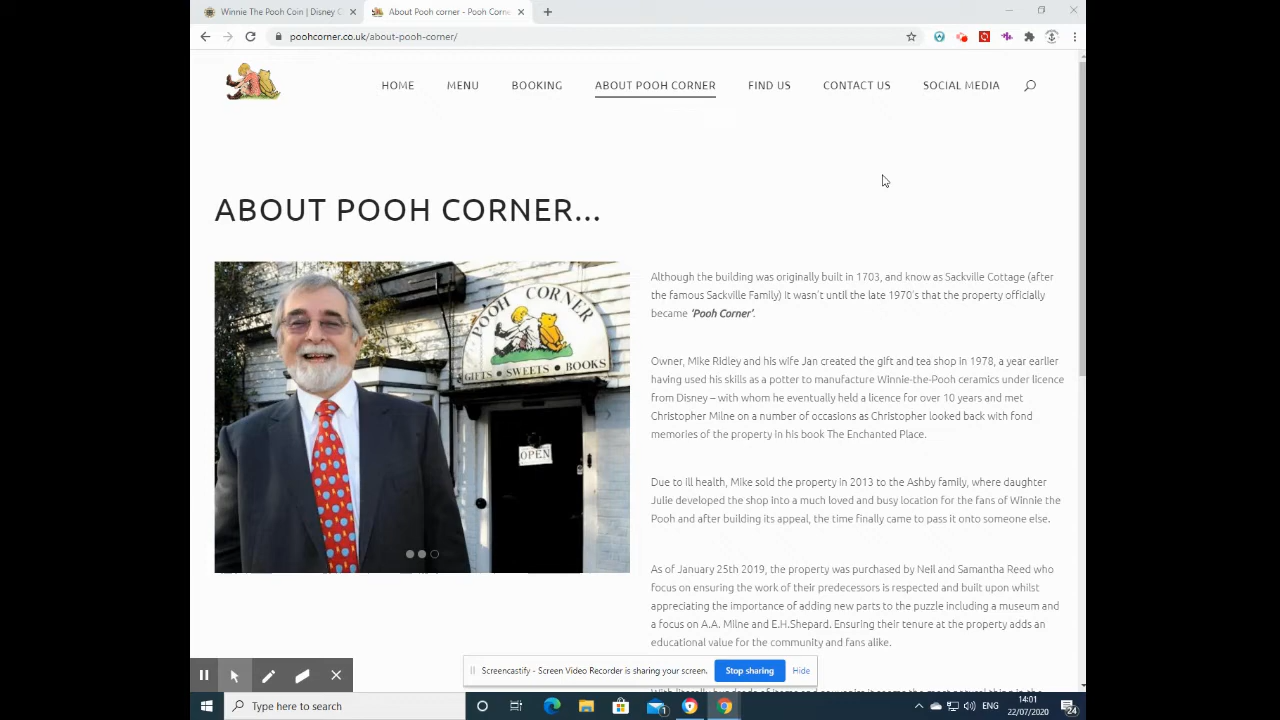 Winnie The Pooh Coin | Disney C
About Pooh corner - Pooh Corne
poohcorner.co.uk/about-pooh-corner/
HOME MENU BOOKING ABOUT POOH CORNER FIND US CONTACT US SOCIAL MEDIA
ABOUT POOH CORNER...
POOH CORNER
GIFTS • SWEETS • BOOKS
OPEN
Although the building was originally built in 1703, and know as Sackville Cottage (after
the famous Sackville Family) it wasn't until the late 1970's that the property officially
became 'Pooh Corner'.
Owner, Mike Ridley and his wife Jan created the gift and tea shop in 1978, a year earlier
having used his skills as a potter to manufacture Winnie-the-Pooh ceramics under licence
from Disney – with whom he eventually held a licence for over 10 years and met
Christopher Milne on a number of occasions as Christopher looked back with fond
memories of the property in his book The Enchanted Place.
Due to ill health, Mike sold the property in 2013 to the Ashby family, where daughter
Julie developed the shop into a much loved and busy location for the fans of Winnie the
Pooh and after building its appeal, the time finally came to pass it onto someone else.
As of January 25th 2019, the property was purchased by Neil and Samantha Reed who
focus on ensuring the work of their predecessors is respected and built upon whilst
appreciating the importance of adding new parts to the puzzle including a museum and
a focus on A.A. Milne and E.H.Shepard. Ensuring their tenure at the property adds an
educational value for the community and fans alike.
Screencastify - Screen Video Recorder is sharing your screen. Stop sharing Hide
Type here to search
1
ENG
14:01
22/07/2020
24